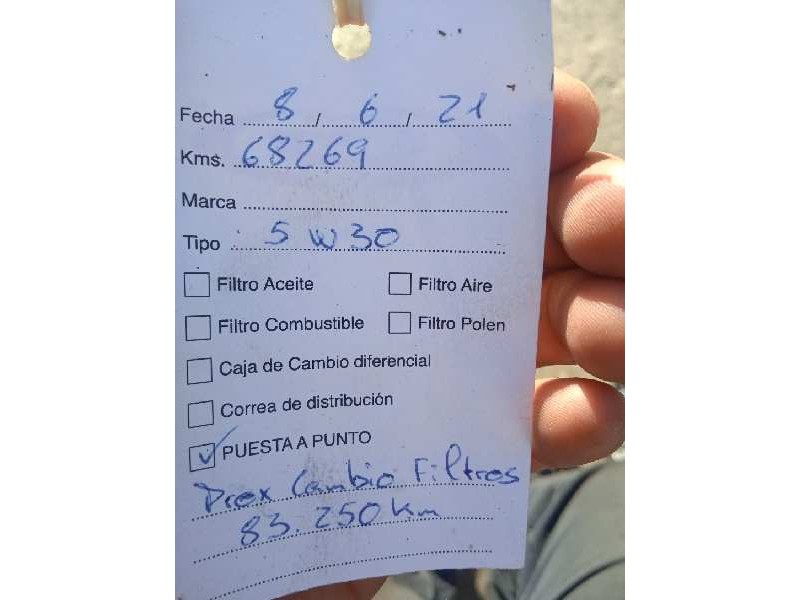 Fecha 8 / 6 / 21
Kms. 68269
Marca
Tipo 5 W 30
Filtro Aceite Filtro Aire
Filtro Combustible Filtro Polen
Caja de Cambio diferencial
Correa de distribución
PUESTA A PUNTO
Prox Cambio Filtros
83.250 Km